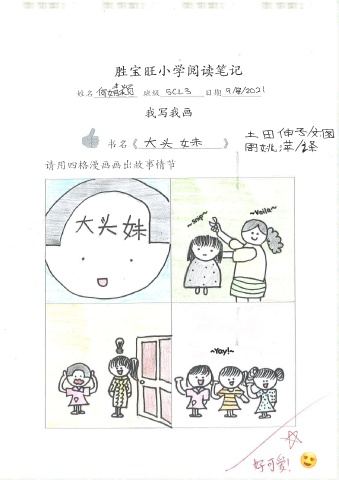 胜宝旺小学阅读笔记
姓名 何婧颖 班级 5CL3 日期 9/8/2021
我写我画
书名《 大头妹 》
土田伸子/文图
周姚萍/译
请用四格漫画画出故事情节
大头妹
~Snip~
~Voila~
~Yay!~
好可爱!